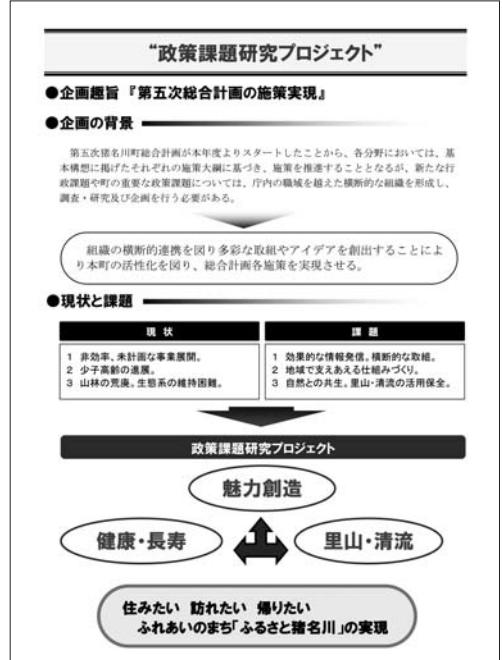 “政策課題研究プロジェクト”
●企画趣旨 『第五次総合計画の施策実現』
●企画の背景
第五次猪名川町総合計画が本年度よりスタートしたことから、各分野においては、基
本構想に掲げたそれぞれの施策大綱に基づき、施策を推進することとなるが、新たな行
政課題や町の重要な政策課題については、庁内の職域を越えた横断的な組織を形成し、
調査・研究及び企画を行う必要がある。
組織の横断的連携を図り多彩な取組やアイデアを創出することによ
り本町の活性化を図り、総合計画各施策を実現させる。
●現状と課題
現 状
1 非効率、未計画な事業展開。
2 少子高齢の進展。
3 山林の荒廃。生態系の維持困難。
課 題
1 効果的な情報発信。横断的な取組。
2 地域で支えあえる仕組みづくり。
3 自然との共生。里山・清流の活用保全。
政策課題研究プロジェクト
魅力創造
健康・長寿
里山・清流
住みたい 訪れたい 帰りたい
ふれあいのまち「ふるさと猪名川」の実現